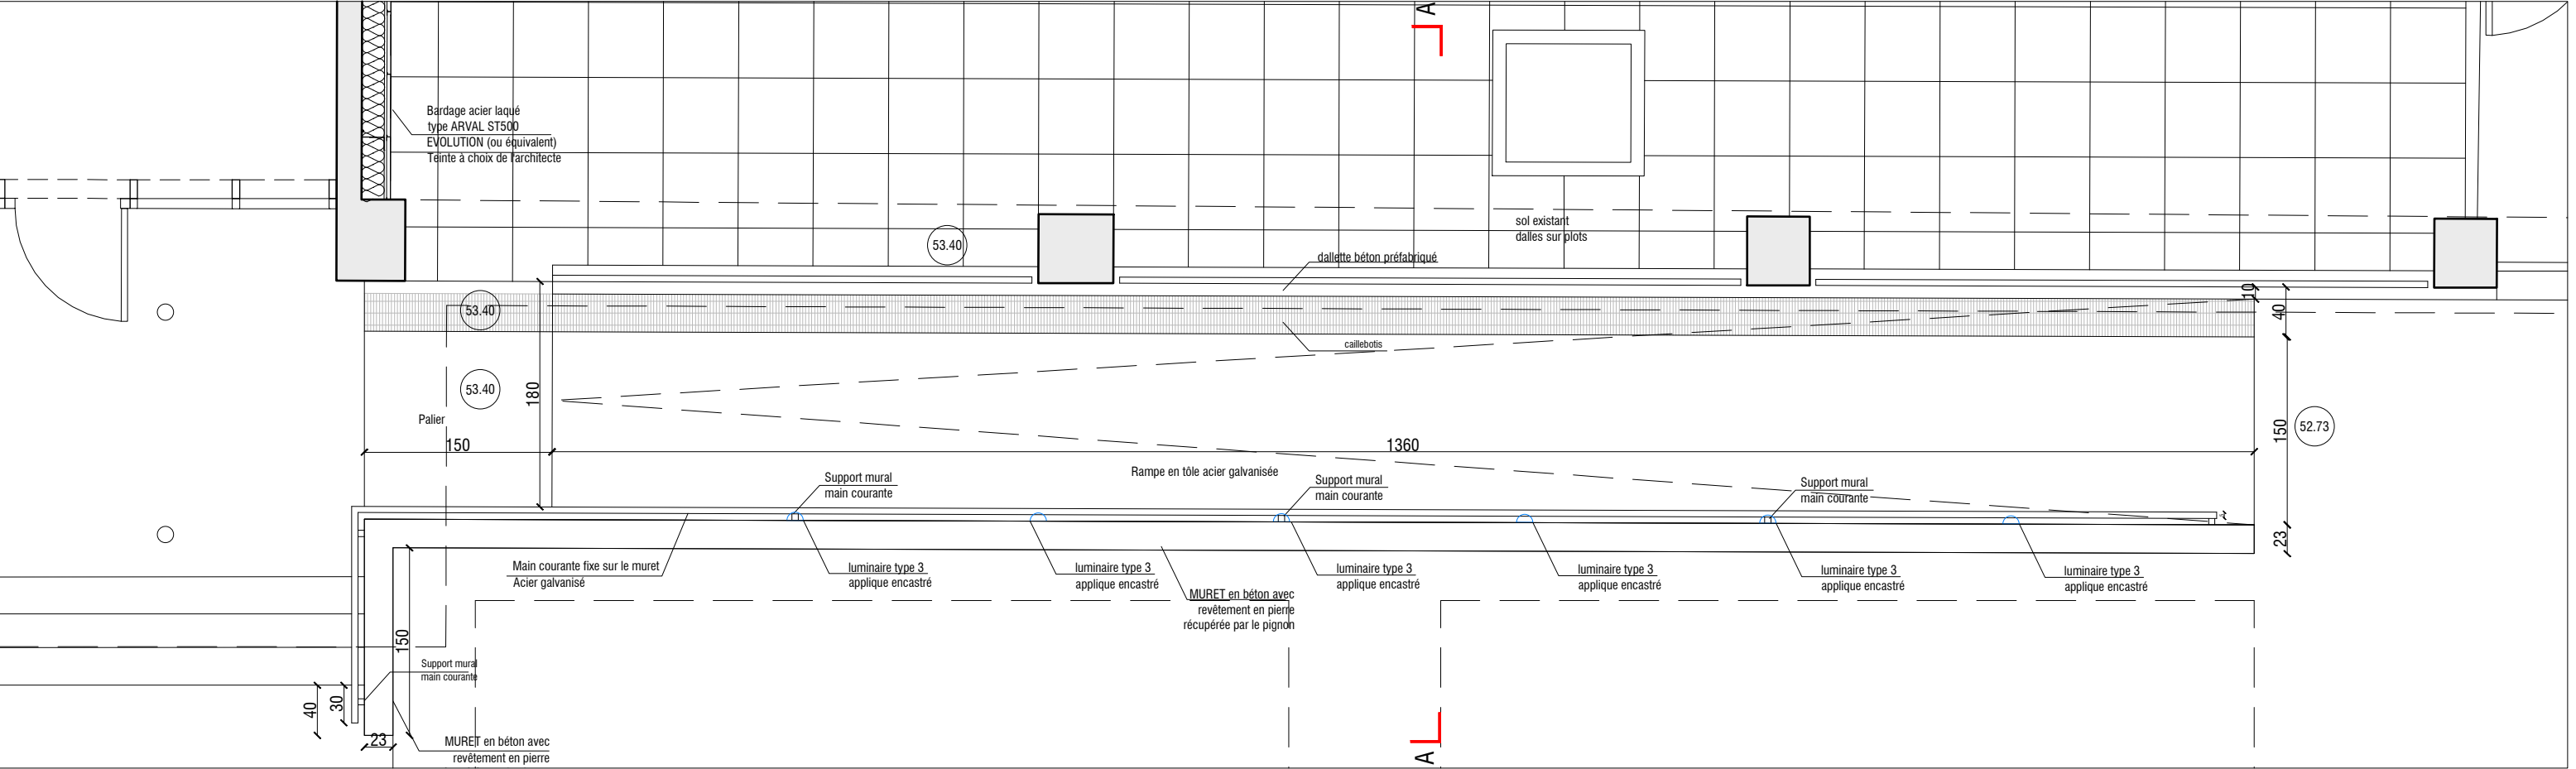 A
Bardage acier laqué
type ARVAL ST500
EVOLUTION (ou équivalent)
Teinte à choix de l'architecte
sol existant
dalles sur plots
53.40
dallette béton préfabriqué
10
40
53.40
caillebotis
53.40
180
Palier
150
1360
150
52.73
Rampe en tôle acier galvanisée
Support mural
main courante
Support mural
main courante
Support mural
main courante
23
Main courante fixe sur le muret
Acier galvanisé
luminaire type 3
applique encastré
luminaire type 3
applique encastré
luminaire type 3
applique encastré
luminaire type 3
applique encastré
luminaire type 3
applique encastré
luminaire type 3
applique encastré
MURET en béton avec
revêtement en pierre
récupérée par le pignon
150
Support mural
main courante
40
30
23
MURET en béton avec
revêtement en pierre
A